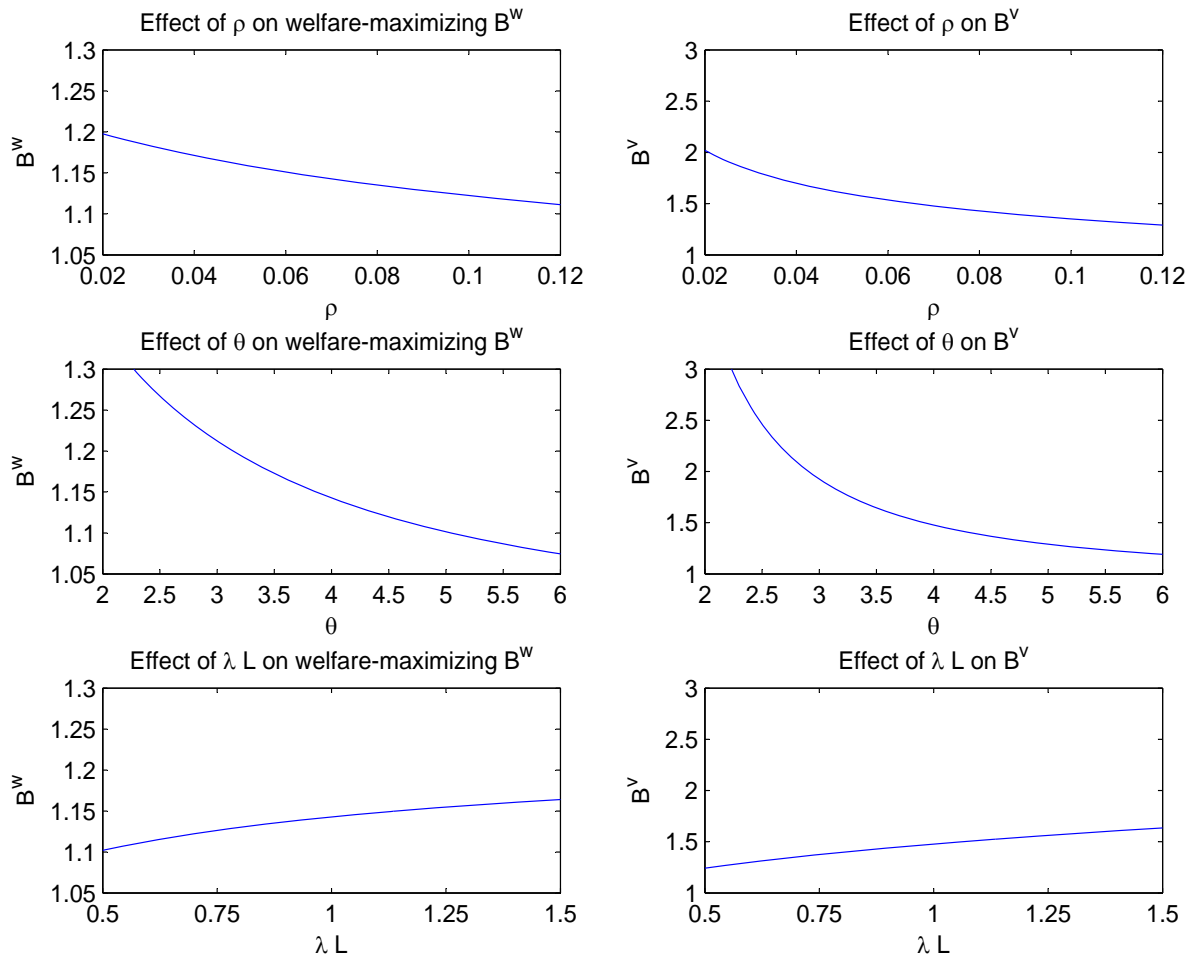 Effect of ρ on welfare-maximizing B^w
1.3
1.25
1.2
1.15
1.1
1.05
B^w
0.02 0.04 0.06 0.08 0.1 0.12
ρ
Effect of ρ on B^v
3
2.5
2
1.5
1
B^v
0.02 0.04 0.06 0.08 0.1 0.12
ρ
Effect of θ on welfare-maximizing B^w
1.3
1.25
1.2
1.15
1.1
1.05
B^w
2 2.5 3 3.5 4 4.5 5 5.5 6
θ
Effect of θ on B^v
3
2.5
2
1.5
1
B^v
2 2.5 3 3.5 4 4.5 5 5.5 6
θ
Effect of λ L on welfare-maximizing B^w
1.3
1.25
1.2
1.15
1.1
1.05
B^w
0.5 0.75 1 1.25 1.5
λ L
Effect of λ L on B^v
3
2.5
2
1.5
1
B^v
0.5 0.75 1 1.25 1.5
λ L